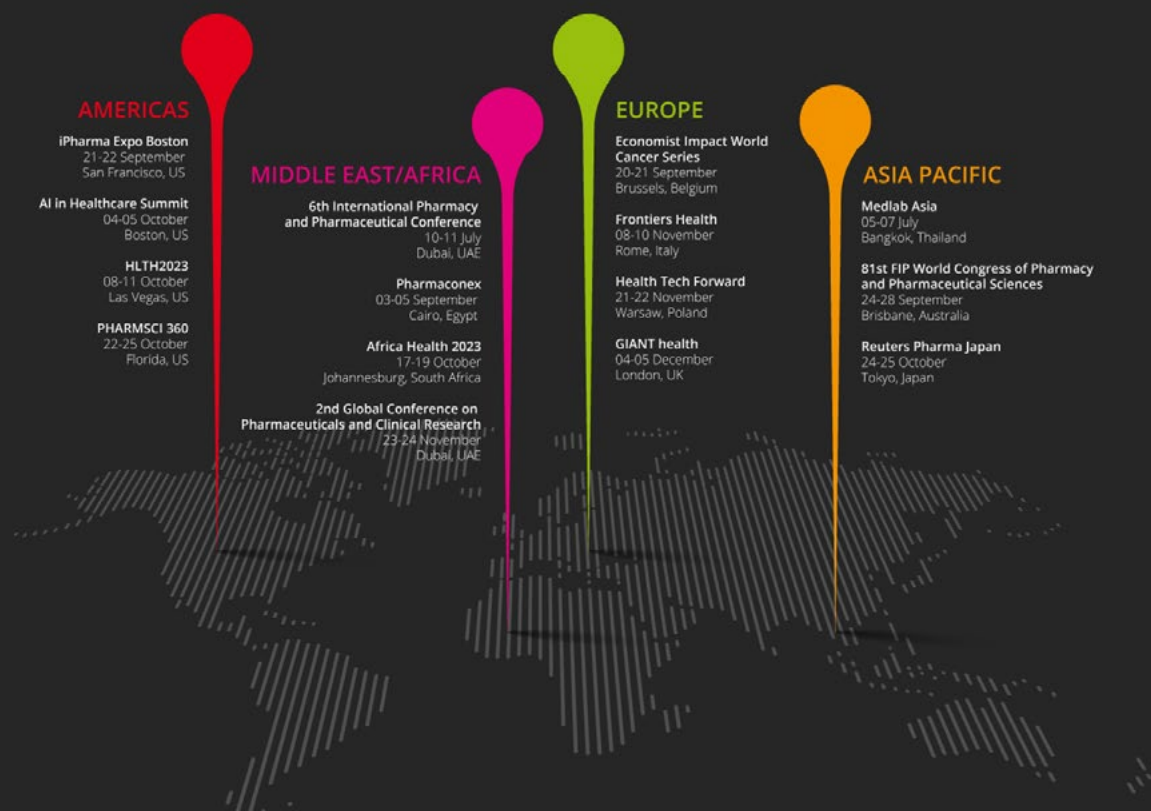 AMERICAS
iPharma Expo Boston
21-22 September
San Francisco, US
AI in Healthcare Summit
04-05 October
Boston, US
HLTH2023
08-11 October
Las Vegas, US
PHARMSCI 360
22-25 October
Florida, US
MIDDLE EAST/AFRICA
6th International Pharmacy
and Pharmaceutical Conference
10-11 July
Dubai, UAE
Pharmaconex
03-05 September
Cairo, Egypt
Africa Health 2023
17-19 October
Johannesburg, South Africa
2nd Global Conference on
Pharmaceuticals and Clinical Research
23-24 November
Dubai, UAE
EUROPE
Economist Impact World
Cancer Series
20-21 September
Brussels, Belgium
Frontiers Health
08-10 November
Rome, Italy
Health Tech Forward
21-22 November
Warsaw, Poland
GIANT health
04-05 December
London, UK
ASIA PACIFIC
Medlab Asia
05-07 July
Bangkok, Thailand
81st FIP World Congress of Pharmacy
and Pharmaceutical Sciences
24-28 September
Brisbane, Australia
Reuters Pharma Japan
24-25 October
Tokyo, Japan